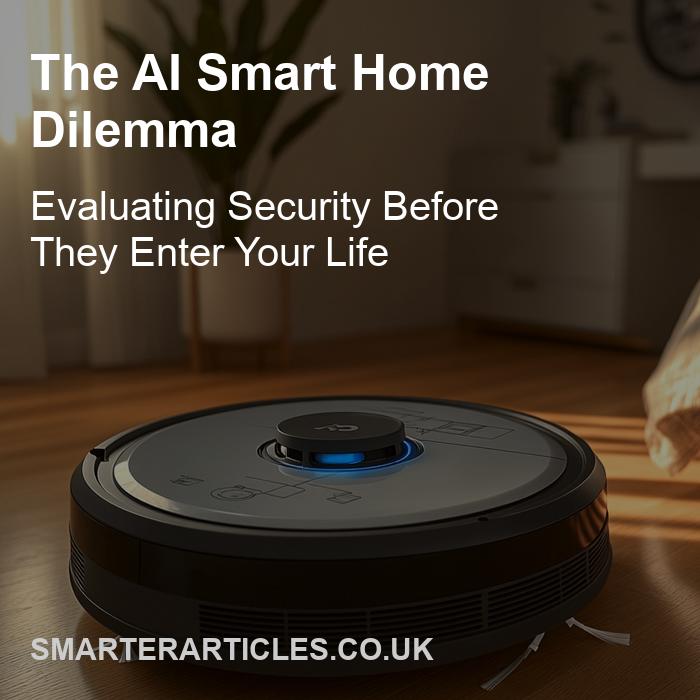 The AI Smart Home
Dilemma
Evaluating Security Before
They Enter Your Life
SMARTERARTICLES.CO.UK